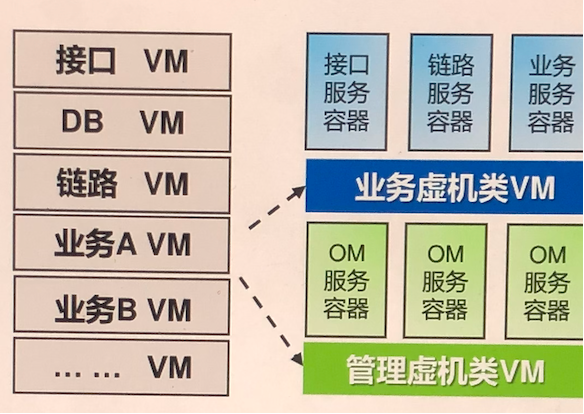 接口 VM
DB VM
链路 VM
业务A VM
业务B VM
... ... VM
接口
服务
容器
链路
服务
容器
业务
服务
容器
业务虚机类VM
OM
服务
容器
OM
服务
容器
OM
服务
容器
管理虚机类VM